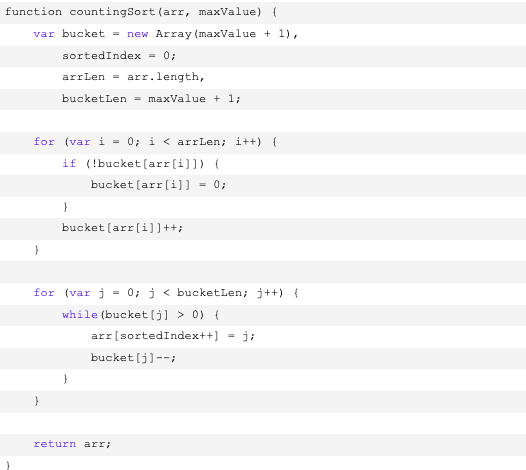 function countingSort(arr, maxValue) {
    var bucket = new Array(maxValue + 1),
        sortedIndex = 0;
        arrLen = arr.length,
        bucketLen = maxValue + 1;

    for (var i = 0; i < arrLen; i++) {
        if (!bucket[arr[i]]) {
            bucket[arr[i]] = 0;
        }
        bucket[arr[i]]++;
    }

    for (var j = 0; j < bucketLen; j++) {
        while(bucket[j] > 0) {
            arr[sortedIndex++] = j;
            bucket[j]--;
        }
    }

    return arr;
}